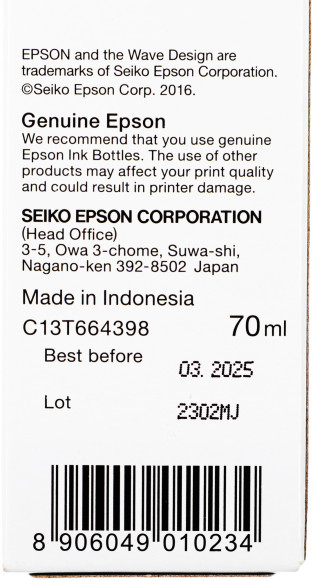 EPSON and the Wave Design are
trademarks of Seiko Epson Corporation.
©Seiko Epson Corp. 2016.
Genuine Epson
We recommend that you use genuine
Epson Ink Bottles. The use of other
products may affect your print quality
and could result in printer damage.
SEIKO EPSON CORPORATION
(Head Office)
3-5, Owa 3-chome, Suwa-shi,
Nagano-ken 392-8502 Japan
Made in Indonesia
C13T664398 70ml
Best before 03. 2025
Lot 2302MJ
8 906049 010234